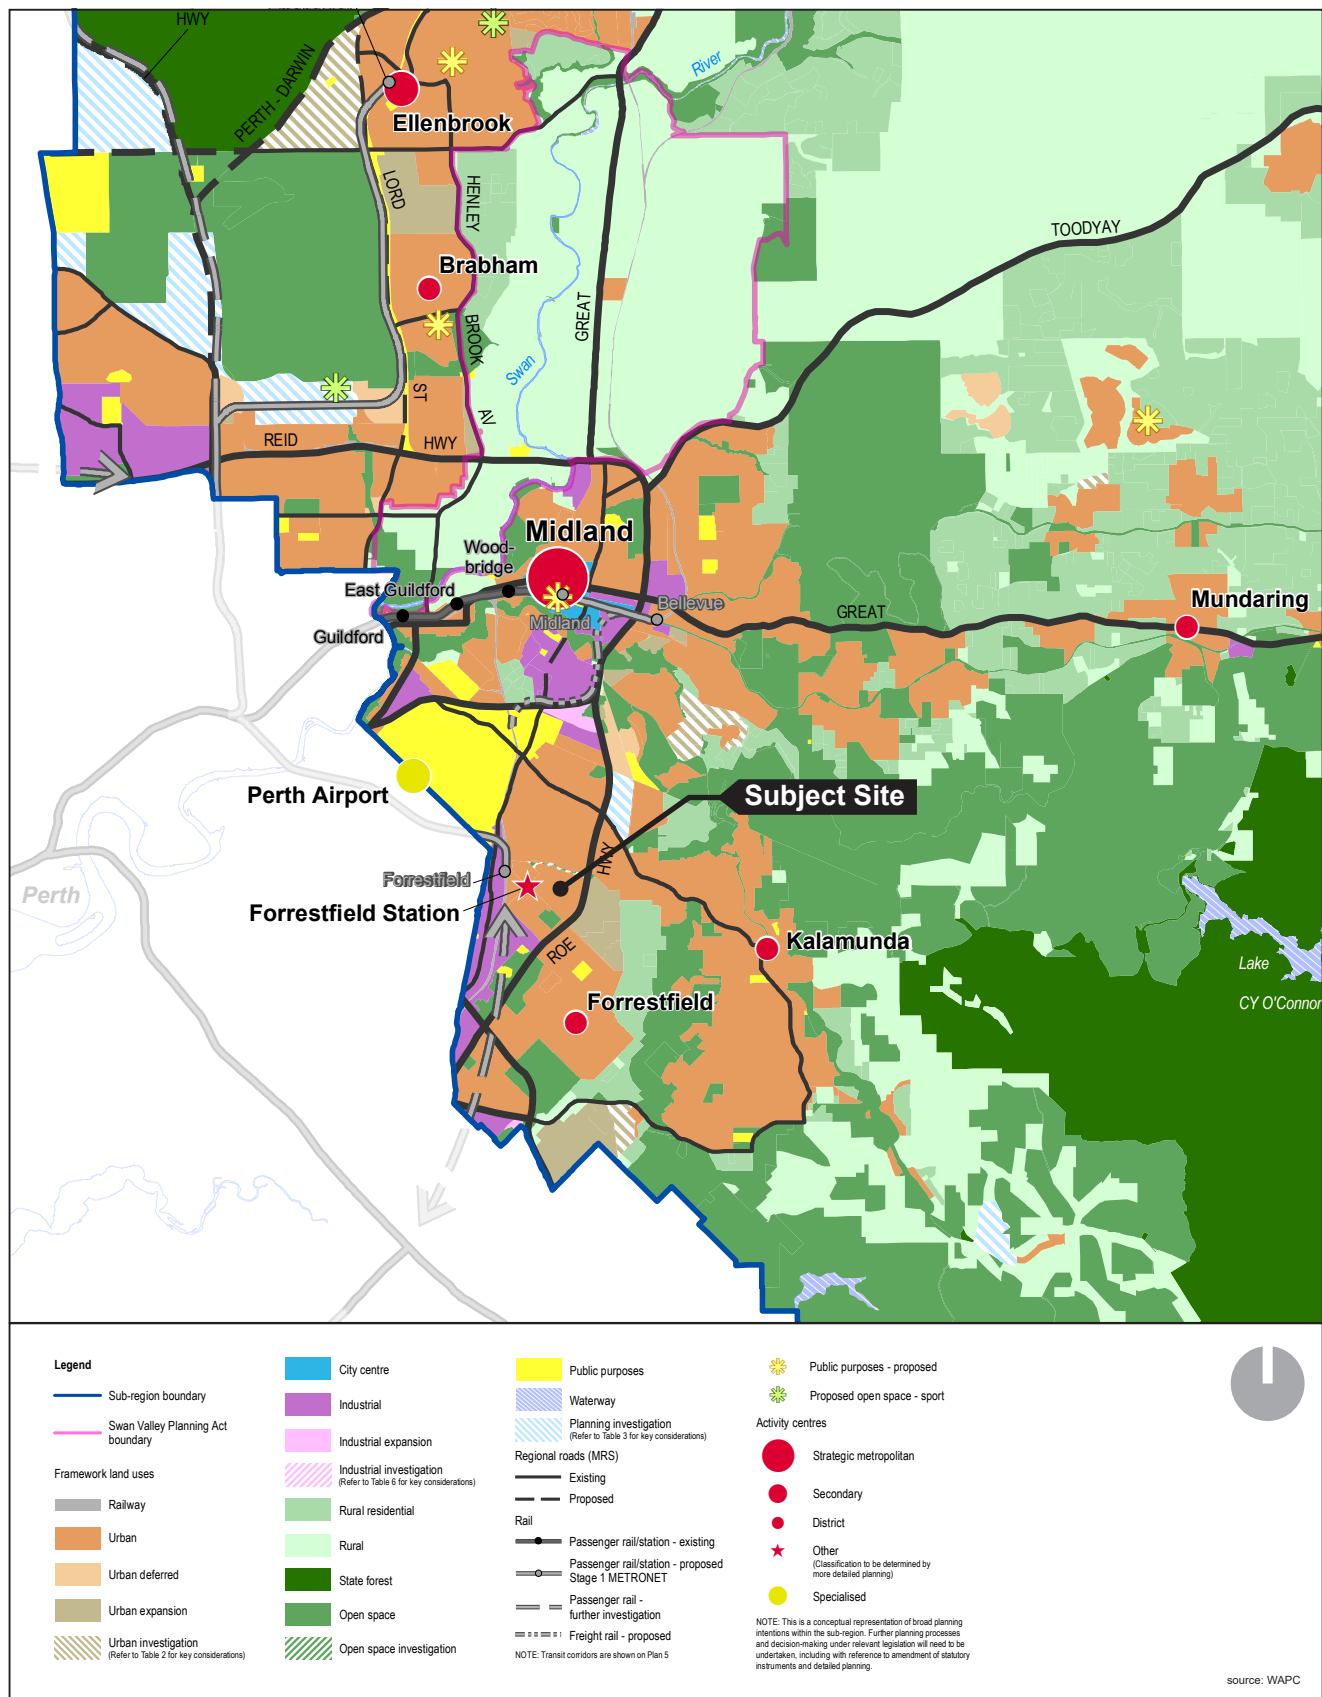 HWY
PERTH - DARWIN
River
Ellenbrook
LORD
HENLEY
TOODYAY
Brabham
GREAT
BROOK
Swan
ST
AV
REID
HWY
Midland
Wood-
bridge
East Guildford
Bellevue
GREAT
Mundaring
Guildford
Midland
Perth Airport
Subject Site
HWY
Forrestfield
Perth
Forrestfield Station
Kalamunda
ROE
Lake
Forrestfield
CY O'Connor
Legend
Sub-region boundary
Swan Valley Planning Act
boundary
Framework land uses
Railway
Urban
Urban deferred
Urban expansion
Urban investigation
(Refer to Table 2 for key considerations)
City centre
Industrial
Industrial expansion
Industrial investigation
(Refer to Table 6 for key considerations)
Rural residential
Rural
State forest
Open space
Open space investigation
Public purposes
Waterway
Planning investigation
(Refer to Table 3 for key considerations)
Regional roads (MRS)
Existing
Proposed
Rail
Passenger rail/station - existing
Passenger rail/station - proposed
Stage 1 METRONET
Passenger rail -
further investigation
Freight rail - proposed
NOTE: Transit corridors are shown on Plan 5
Public purposes - proposed
Proposed open space - sport
Activity centres
Strategic metropolitan
Secondary
District
Other
(Classification to be determined by
more detailed planning)
Specialised
NOTE: This is a conceptual representation of broad planning
intentions within the sub-region. Further planning processes
and decision-making under relevant legislation will need to be
undertaken, including with reference to amendment of statutory
instruments and detailed planning.
source: WAPC